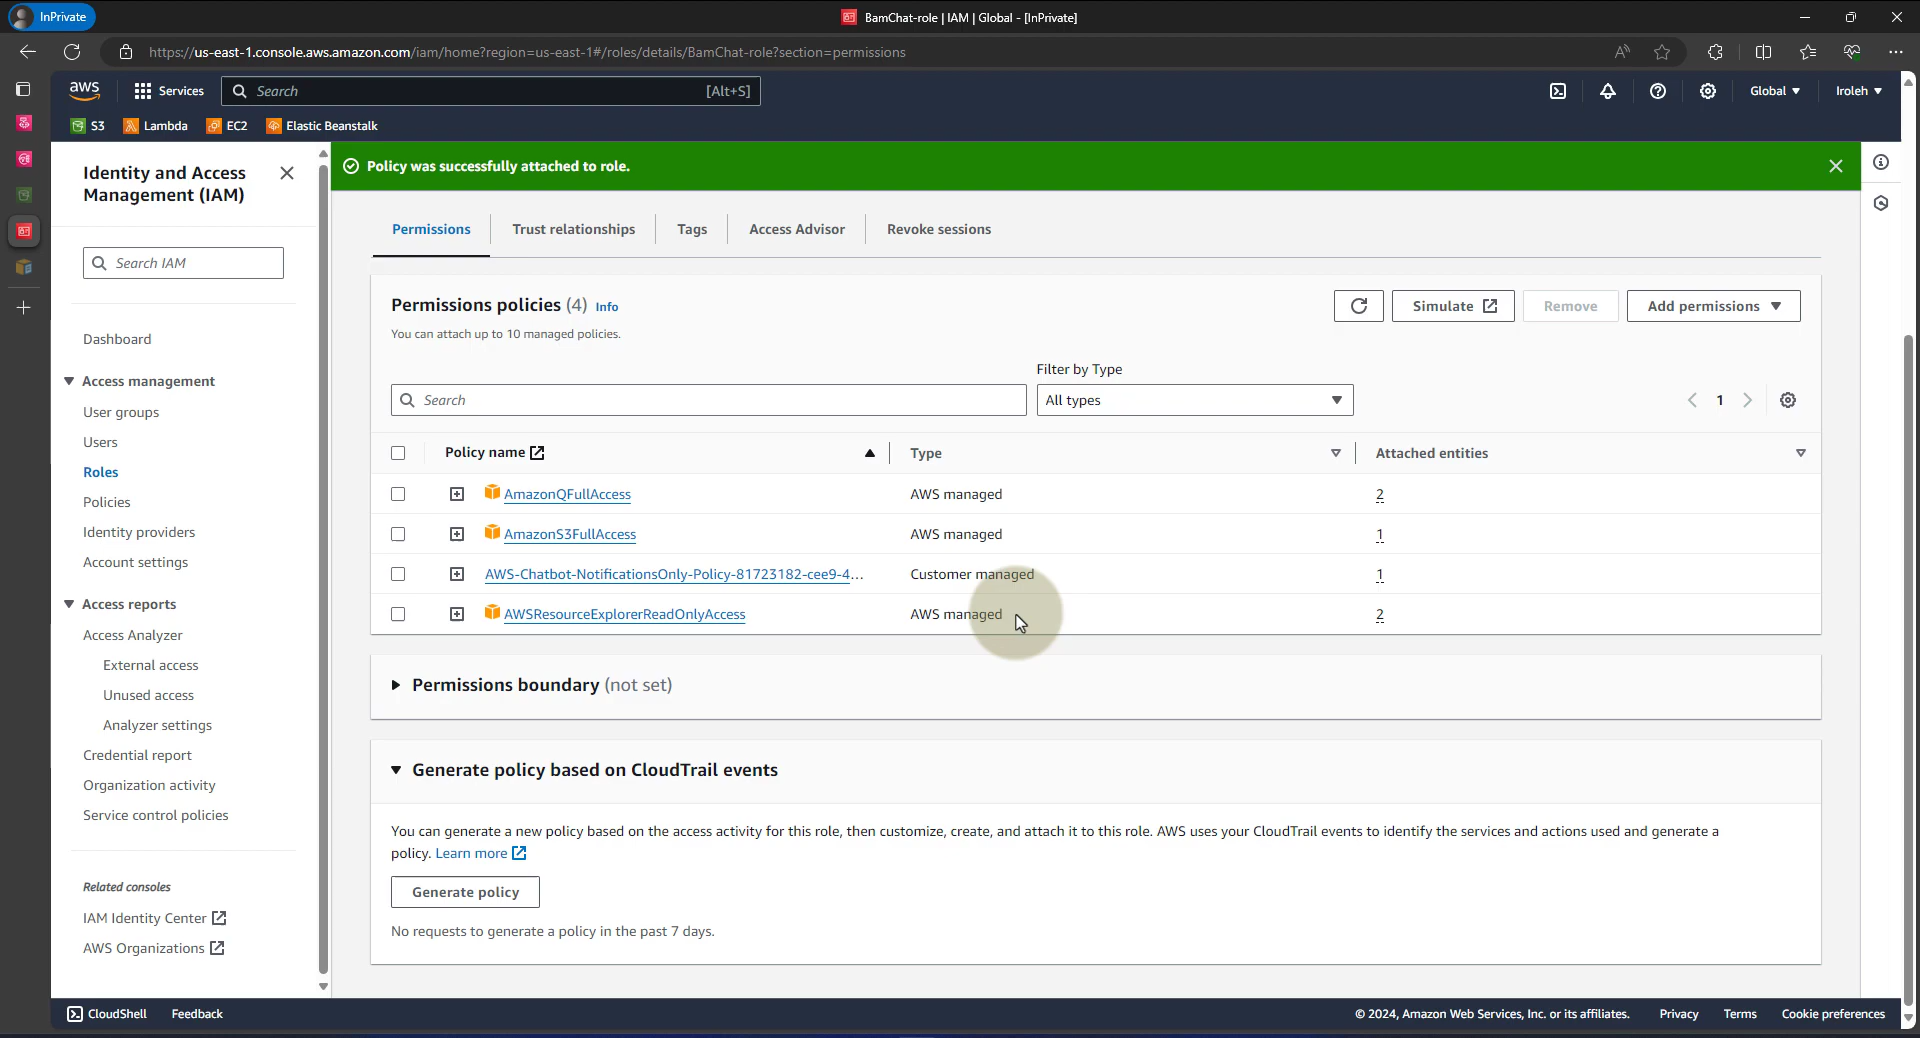 InPrivate
BamChat-role | IAM | Global - [InPrivate]
https://us-east-1.console.aws.amazon.com/iam/home?region=us-east-1#/roles/details/BamChat-role?section=permissions
aws
Services
Search
[Alt+S]
Global
Iroleh
S3
Lambda
EC2
Elastic Beanstalk
Identity and Access
Management (IAM)
Search IAM
Dashboard
Access management
User groups
Users
Roles
Policies
Identity providers
Account settings
Access reports
Access Analyzer
External access
Unused access
Analyzer settings
Credential report
Organization activity
Service control policies
Related consoles
IAM Identity Center
AWS Organizations
Policy was successfully attached to role.
Permissions
Trust relationships
Tags
Access Advisor
Revoke sessions
Permissions policies (4) Info
You can attach up to 10 managed policies.
Simulate
Remove
Add permissions
Filter by Type
Search
All types
1
Policy name
Type
Attached entities
AmazonQFullAccess
AWS managed
2
AmazonS3FullAccess
AWS managed
1
AWS-Chatbot-NotificationsOnly-Policy-81723182-cee9-4...
Customer managed
1
AWSResourceExplorerReadOnlyAccess
AWS managed
2
Permissions boundary (not set)
Generate policy based on CloudTrail events
You can generate a new policy based on the access activity for this role, then customize, create, and attach it to this role. AWS uses your CloudTrail events to identify the services and actions used and generate a
policy. Learn more
Generate policy
No requests to generate a policy in the past 7 days.
CloudShell
Feedback
© 2024, Amazon Web Services, Inc. or its affiliates.
Privacy
Terms
Cookie preferences